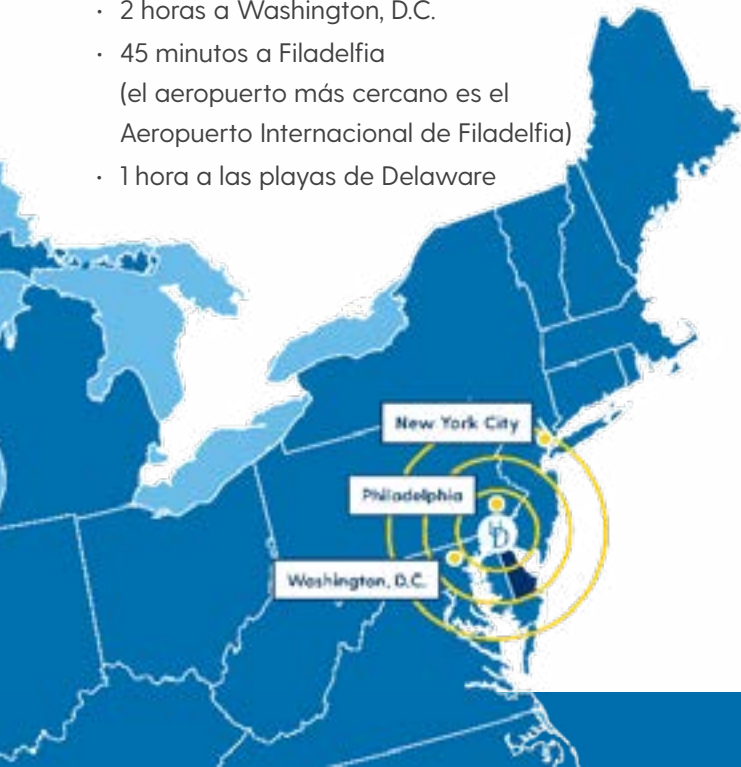 · 2 horas a Washington, D.C.
· 45 minutos a Filadelfia
(el aeropuerto más cercano es el
Aeropuerto Internacional de Filadelfia)
· 1 hora a las playas de Delaware
New York City
Philadelphia
UD
Washington, D.C.